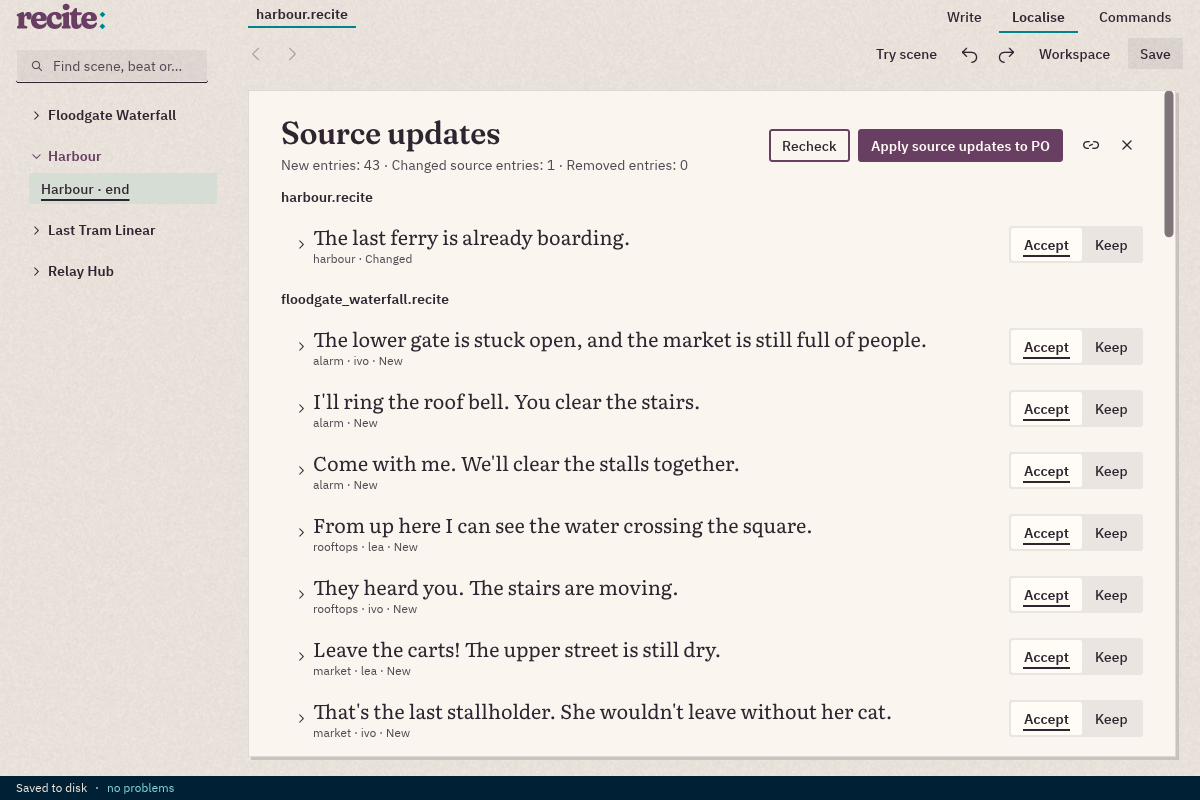 recite:
harbour.recite
Write
Localise
Commands
Find scene, beat or...
Try scene
Workspace
Save
Floodgate Waterfall
Harbour
Harbour · end
Last Tram Linear
Relay Hub
Source updates
New entries: 43 · Changed source entries: 1 · Removed entries: 0
Recheck
Apply source updates to PO
harbour.recite
The last ferry is already boarding.
harbour · Changed
Accept
Keep
floodgate_waterfall.recite
The lower gate is stuck open, and the market is still full of people.
alarm · ivo · New
Accept
Keep
I'll ring the roof bell. You clear the stairs.
alarm · New
Accept
Keep
Come with me. We'll clear the stalls together.
alarm · New
Accept
Keep
From up here I can see the water crossing the square.
rooftops · lea · New
Accept
Keep
They heard you. The stairs are moving.
rooftops · ivo · New
Accept
Keep
Leave the carts! The upper street is still dry.
market · lea · New
Accept
Keep
That's the last stallholder. She wouldn't leave without her cat.
market · ivo · New
Accept
Keep
Saved to disk · no problems